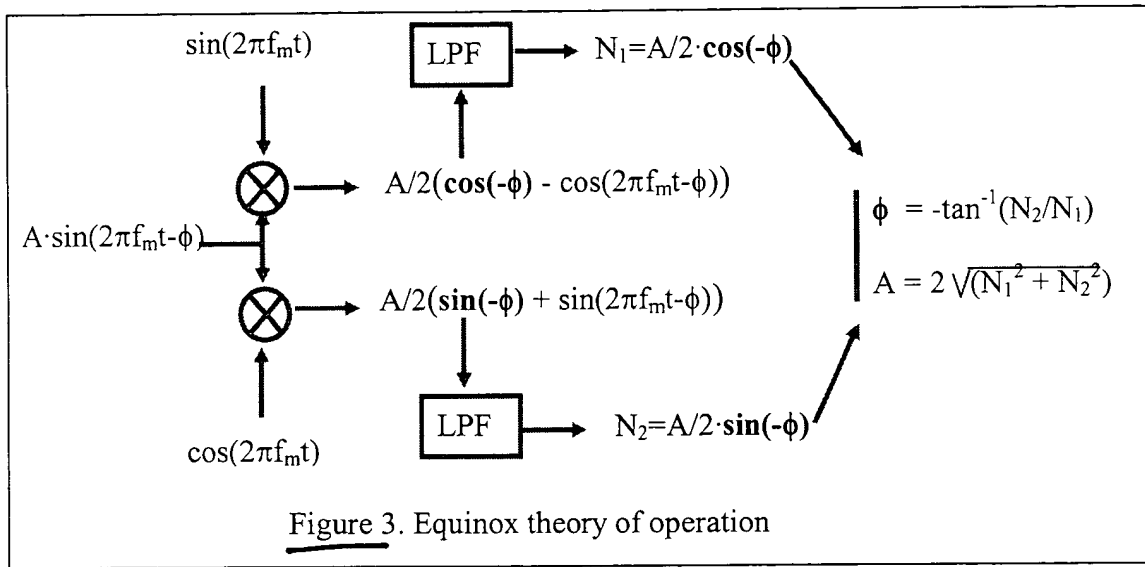 sin(2πfₘt)
LPF
N₁=A/2·cos(-ϕ)
A/2(cos(-ϕ) - cos(2πfₘt-ϕ))
A·sin(2πfₘt-ϕ)
ϕ = -tan⁻¹(N₂/N₁)
A = 2 √(N₁² + N₂²)
A/2(sin(-ϕ) + sin(2πfₘt-ϕ))
LPF
N₂=A/2·sin(-ϕ)
cos(2πfₘt)
Figure 3. Equinox theory of operation